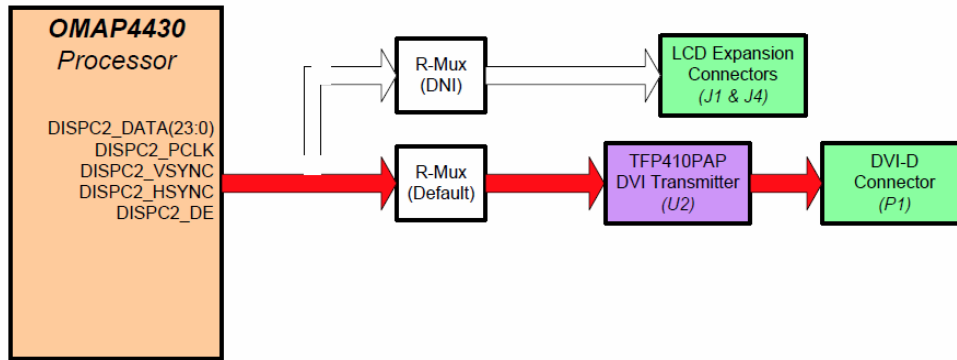 OMAP4430
Processor
DISPC2_DATA(23:0)
DISPC2_PCLK
DISPC2_VSYNC
DISPC2_HSYNC
DISPC2_DE
R-Mux
(DNI)
LCD Expansion
Connectors
(J1 & J4)
R-Mux
(Default)
TFP410PAP
DVI Transmitter
(U2)
DVI-D
Connector
(P1)